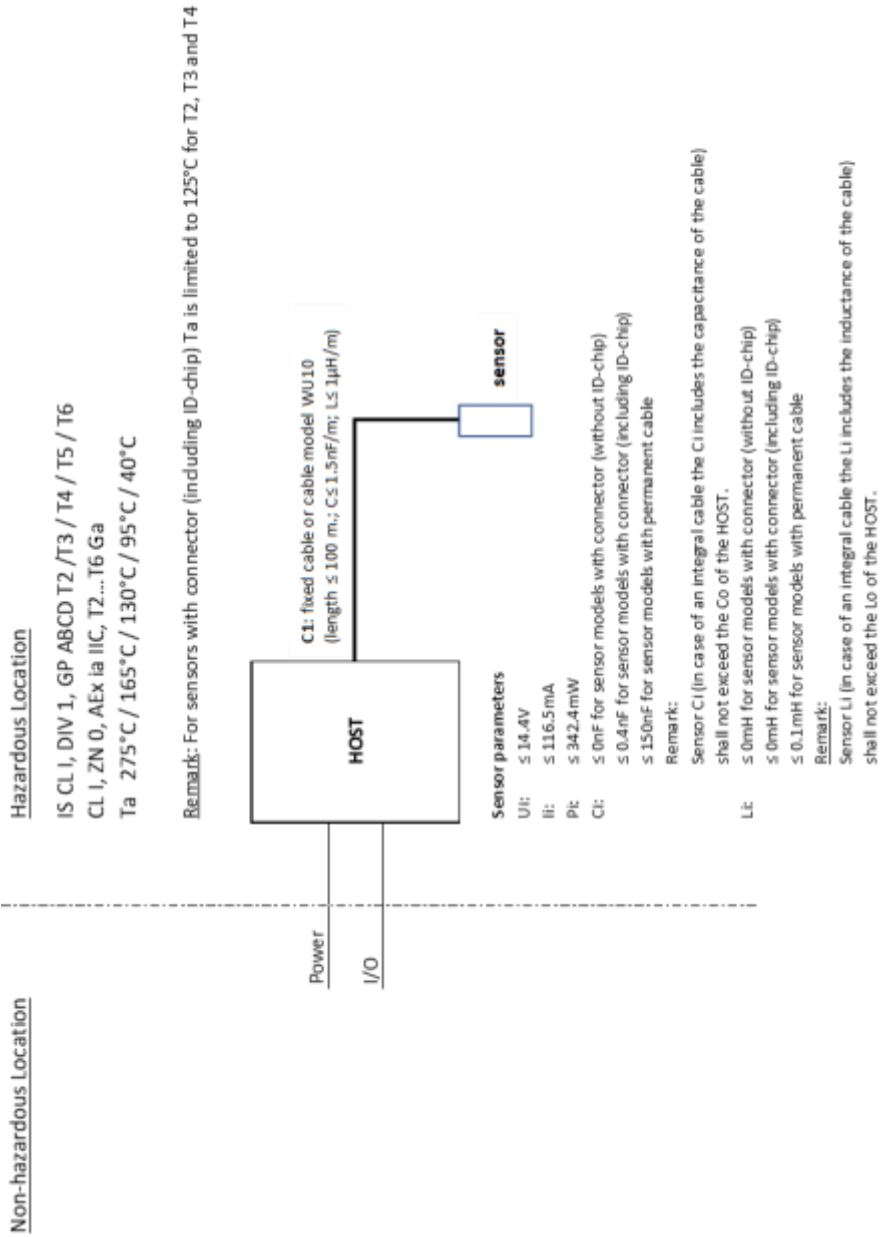 Non-hazardous Location
Hazardous Location
IS CL I, DIV 1, GP ABCD T2 /T3 / T4 / T5 / T6
CL I, ZN 0, AEx ia IIC, T2... T6 Ga
Ta 275°C / 165°C / 130°C / 95°C / 40°C
Remark: For sensors with connector (including ID-chip) Ta is limited to 125°C for T2, T3 and T4
Power
I/O
HOST
C1: fixed cable or cable model WU10
(length ≤ 100 m.; C≤ 1.5nF/m; L≤ 1µH/m)
sensor
Sensor parameters
Ui: ≤ 14.4V
Ii: ≤ 116.5mA
Pi: ≤ 342.4mW
Ci: ≤ 0nF for sensor models with connector (without ID-chip)
≤ 0.4nF for sensor models with connector (including ID-chip)
≤ 150nF for sensor models with permanent cable
Remark:
Sensor Ci (in case of an integral cable the Ci includes the capacitance of the cable)
shall not exceed the Co of the HOST.
Li: ≤ 0mH for sensor models with connector (without ID-chip)
≤ 0mH for sensor models with connector (including ID-chip)
≤ 0.1mH for sensor models with permanent cable
Remark:
Sensor Li (in case of an integral cable the Li includes the inductance of the cable)
shall not exceed the Lo of the HOST.